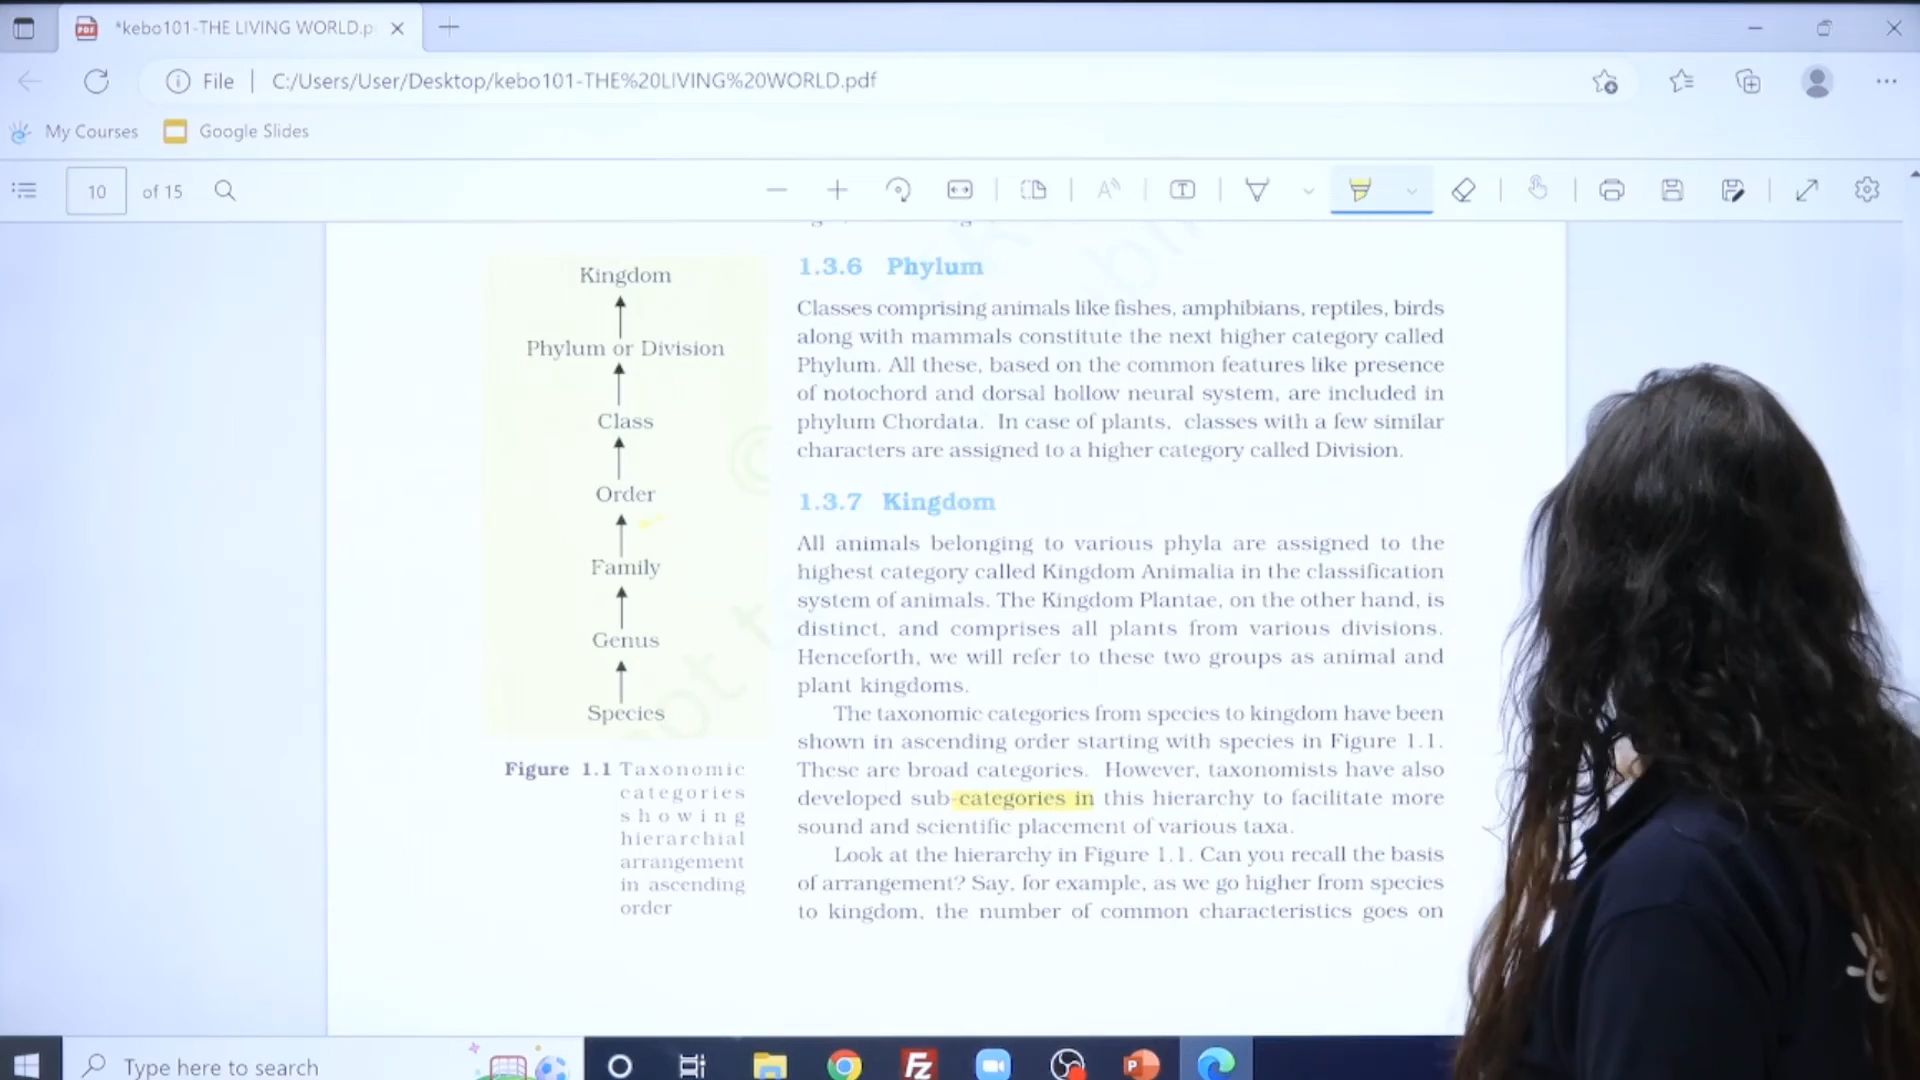 *kebo101-THE LIVING WORLD.p
File
C:/Users/User/Desktop/kebo101-THE%20LIVING%20WORLD.pdf
My Courses
Google Slides
10 of 15
Kingdom
Phylum or Division
Class
Order
Family
Genus
Species
Figure 1.1 Taxonomic
categories
showing
hierarchial
arrangement
in ascending
order
1.3.6 Phylum
Classes comprising animals like fishes, amphibians, reptiles, birds
along with mammals constitute the next higher category called
Phylum. All these, based on the common features like presence
of notochord and dorsal hollow neural system, are included in
phylum Chordata. In case of plants, classes with a few similar
characters are assigned to a higher category called Division.
1.3.7 Kingdom
All animals belonging to various phyla are assigned to the
highest category called Kingdom Animalia in the classification
system of animals. The Kingdom Plantae, on the other hand, is
distinct, and comprises all plants from various divisions.
Henceforth, we will refer to these two groups as animal and
plant kingdoms.
The taxonomic categories from species to kingdom have been
shown in ascending order starting with species in Figure 1.1.
These are broad categories. However, taxonomists have also
developed sub-categories in this hierarchy to facilitate more
sound and scientific placement of various taxa.
Look at the hierarchy in Figure 1.1. Can you recall the basis
of arrangement? Say, for example, as we go higher from species
to kingdom, the number of common characteristics goes on
Type here to search